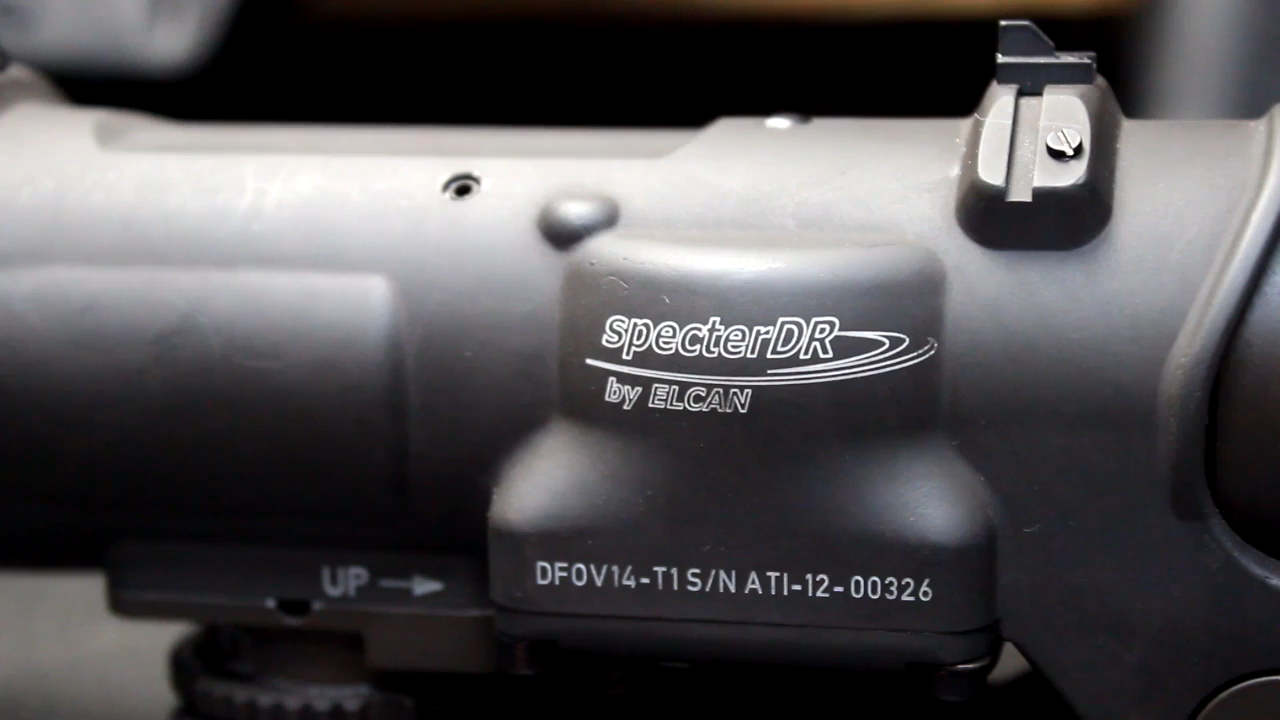 specterDR
by ELCAN
UP
DFOV14-T1 S/N ATI-12-00326